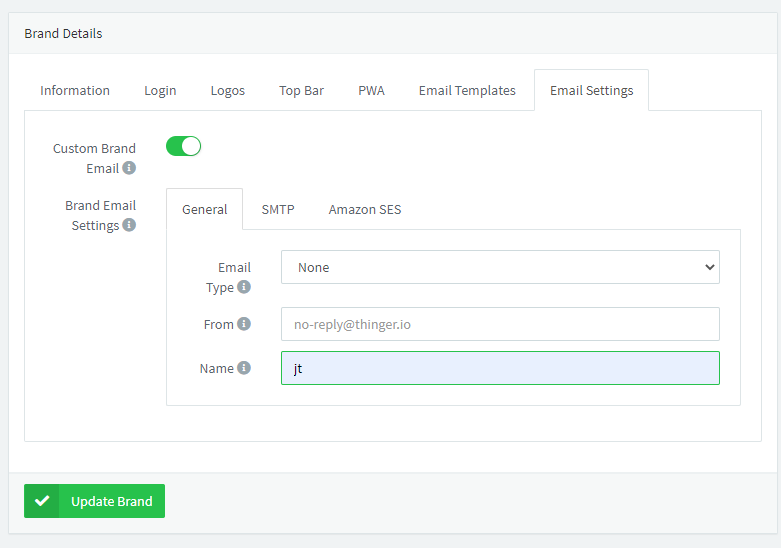 Brand Details
Information Login Logos Top Bar PWA Email Templates Email Settings
Custom Brand
Email
Brand Email
Settings
General SMTP Amazon SES
Email
Type
None
From
no-reply@thinger.io
Name
jt
Update Brand